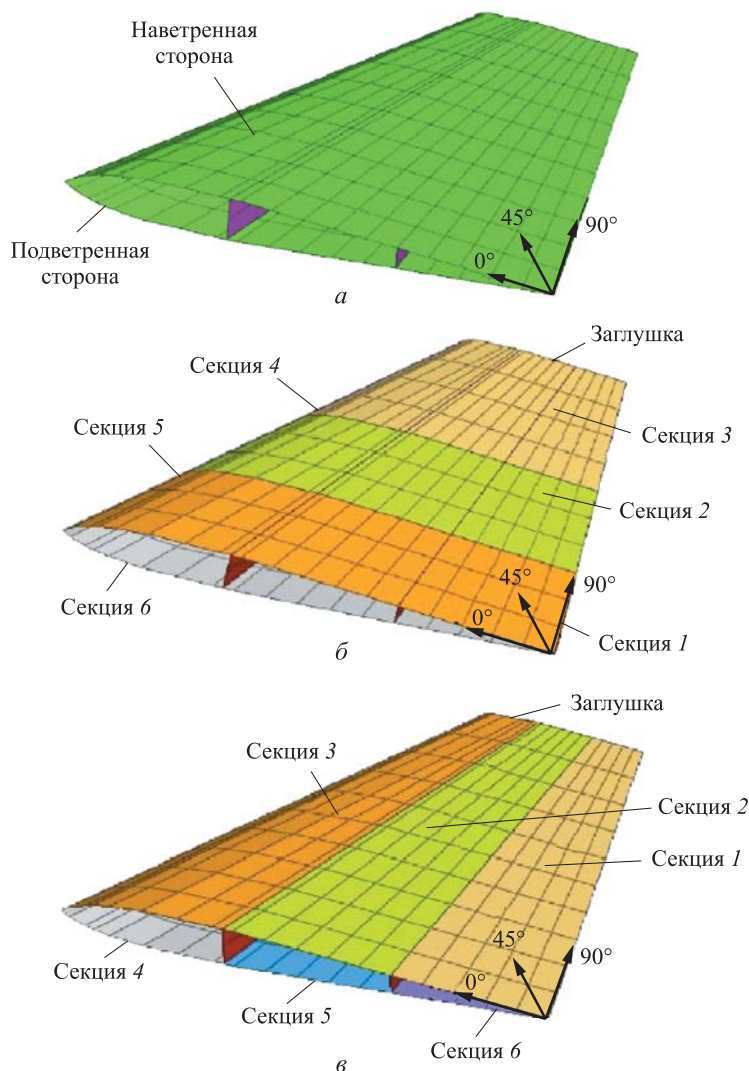 Наветренная
сторона
Подветренная
сторона
45°
90°
0°
а
Заглушка
Секция 4
Секция 5
Секция 3
Секция 2
45°
90°
Секция 6
0°
Секция 1
б
Заглушка
Секция 3
Секция 2
Секция 1
45°
90°
Секция 4
0°
Секция 5
Секция 6
в